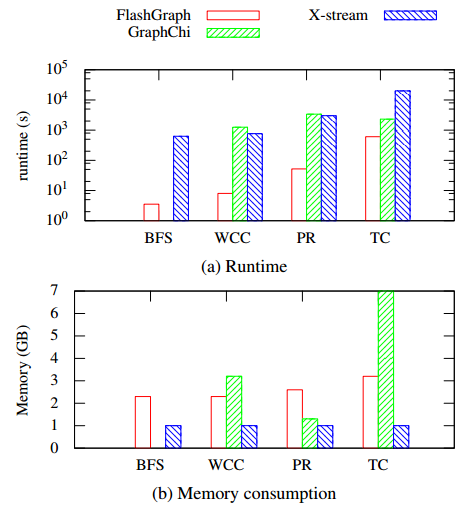 FlashGraph
GraphChi
X-stream
runtime (s)
10^5
10^4
10^3
10^2
10^1
10^0
BFS WCC PR TC
(a) Runtime
Memory (GB)
7
6
5
4
3
2
1
0
BFS WCC PR TC
(b) Memory consumption